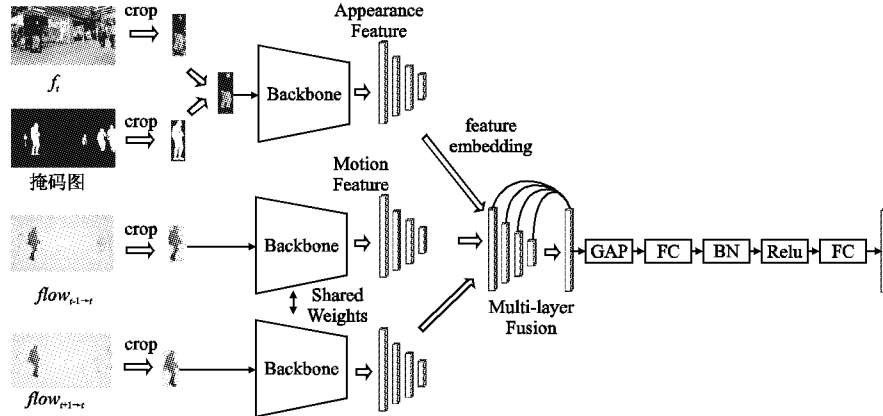 crop
Appearance
Feature
f_t
Backbone
crop
feature
embedding
掩码图
Motion
Feature
crop
Backbone
GAP
FC
BN
Relu
FC
flow_{t-1→t}
Shared
Weights
Multi-layer
Fusion
crop
Backbone
flow_{t+1→t}